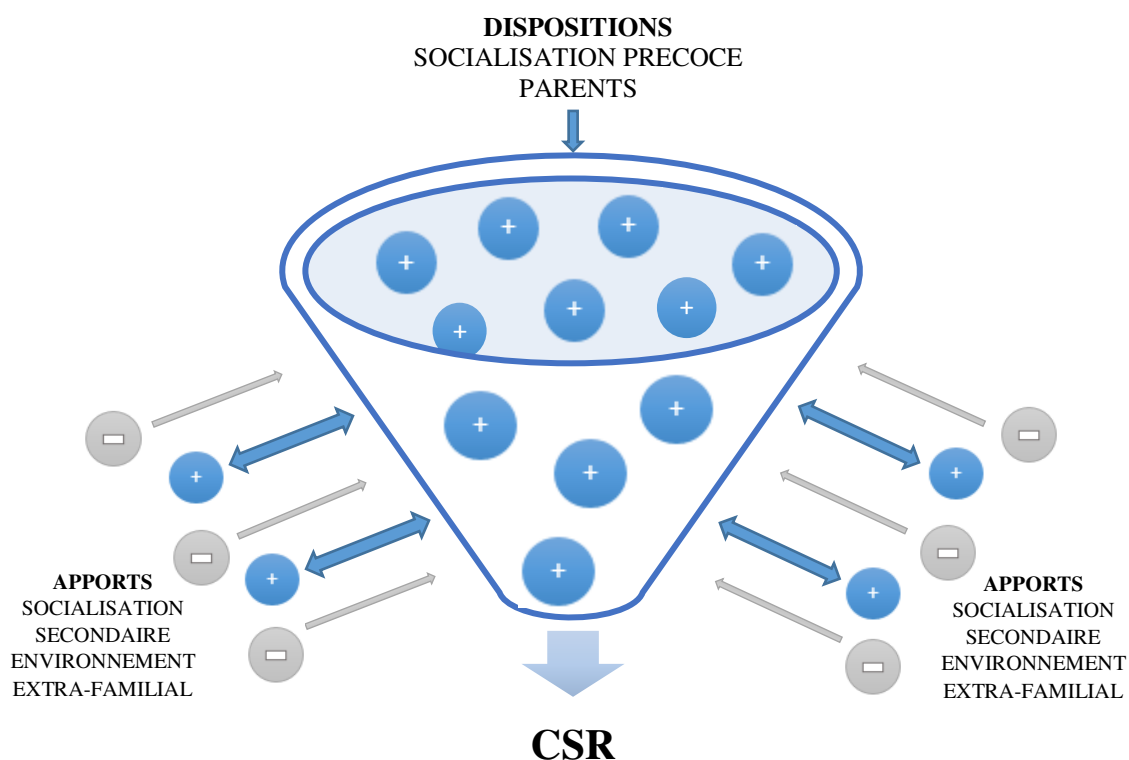 DISPOSITIONS
SOCIALISATION PRECOCE
PARENTS
+ +
+ +
+ + +
+ +
+ +
+
+ +
+
APPORTS
SOCIALISATION
SECONDAIRE
ENVIRONNEMENT
EXTRA-FAMILIAL
APPORTS
SOCIALISATION
SECONDAIRE
ENVIRONNEMENT
EXTRA-FAMILIAL
CSR